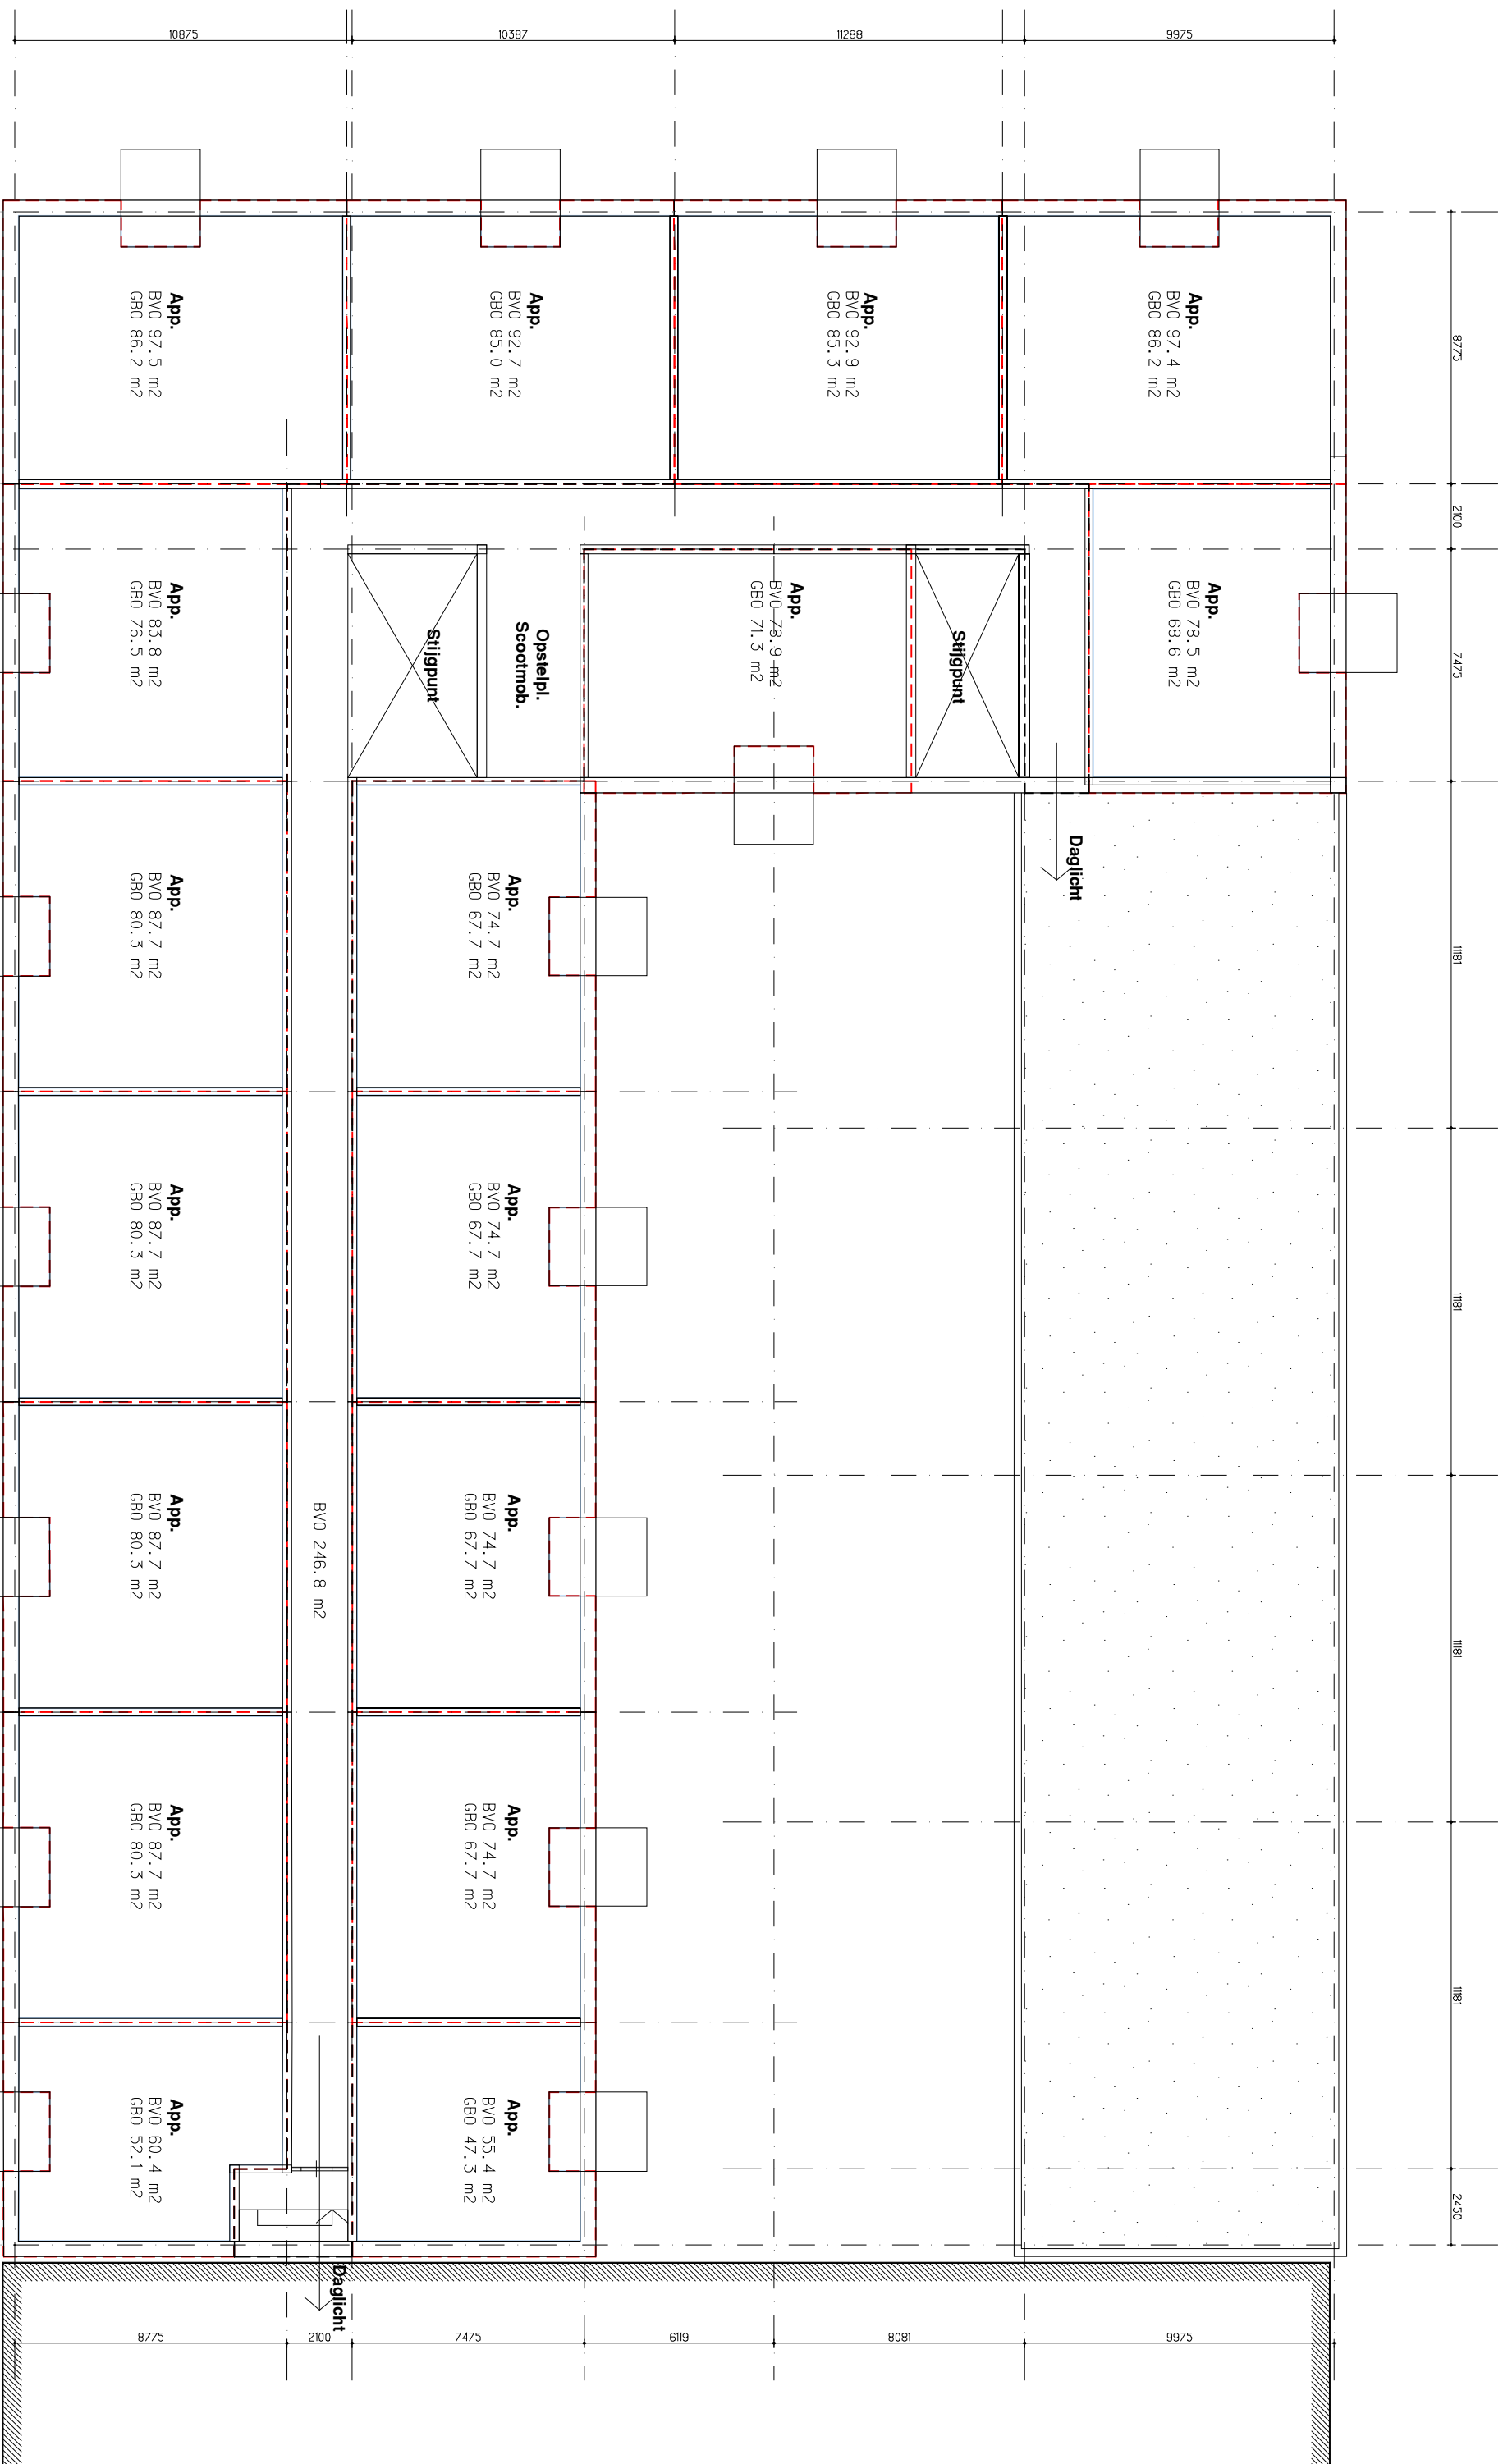 10875
10387
11288
9975
App.
BVO 97.5 m2
GBO 86.2 m2
App.
BVO 92.7 m2
GBO 85.0 m2
App.
BVO 92.9 m2
GBO 85.3 m2
App.
BVO 97.4 m2
GBO 86.2 m2
8775
2100
7475
11181
11181
11181
11181
2450
App.
BVO 83.8 m2
GBO 76.5 m2
Stijgpunt
Opstelpl.
Scootmob.
App.
BVO 78.9 m2
GBO 71.3 m2
Stijgpunt
App.
BVO 78.5 m2
GBO 68.6 m2
Daglicht
App.
BVO 87.7 m2
GBO 80.3 m2
App.
BVO 74.7 m2
GBO 67.7 m2
App.
BVO 87.7 m2
GBO 80.3 m2
App.
BVO 74.7 m2
GBO 67.7 m2
App.
BVO 87.7 m2
GBO 80.3 m2
BVO 246.8 m2
App.
BVO 74.7 m2
GBO 67.7 m2
App.
BVO 87.7 m2
GBO 80.3 m2
App.
BVO 74.7 m2
GBO 67.7 m2
App.
BVO 60.4 m2
GBO 52.1 m2
App.
BVO 55.4 m2
GBO 47.3 m2
Daglicht
8775
2100
7475
6119
8081
9975